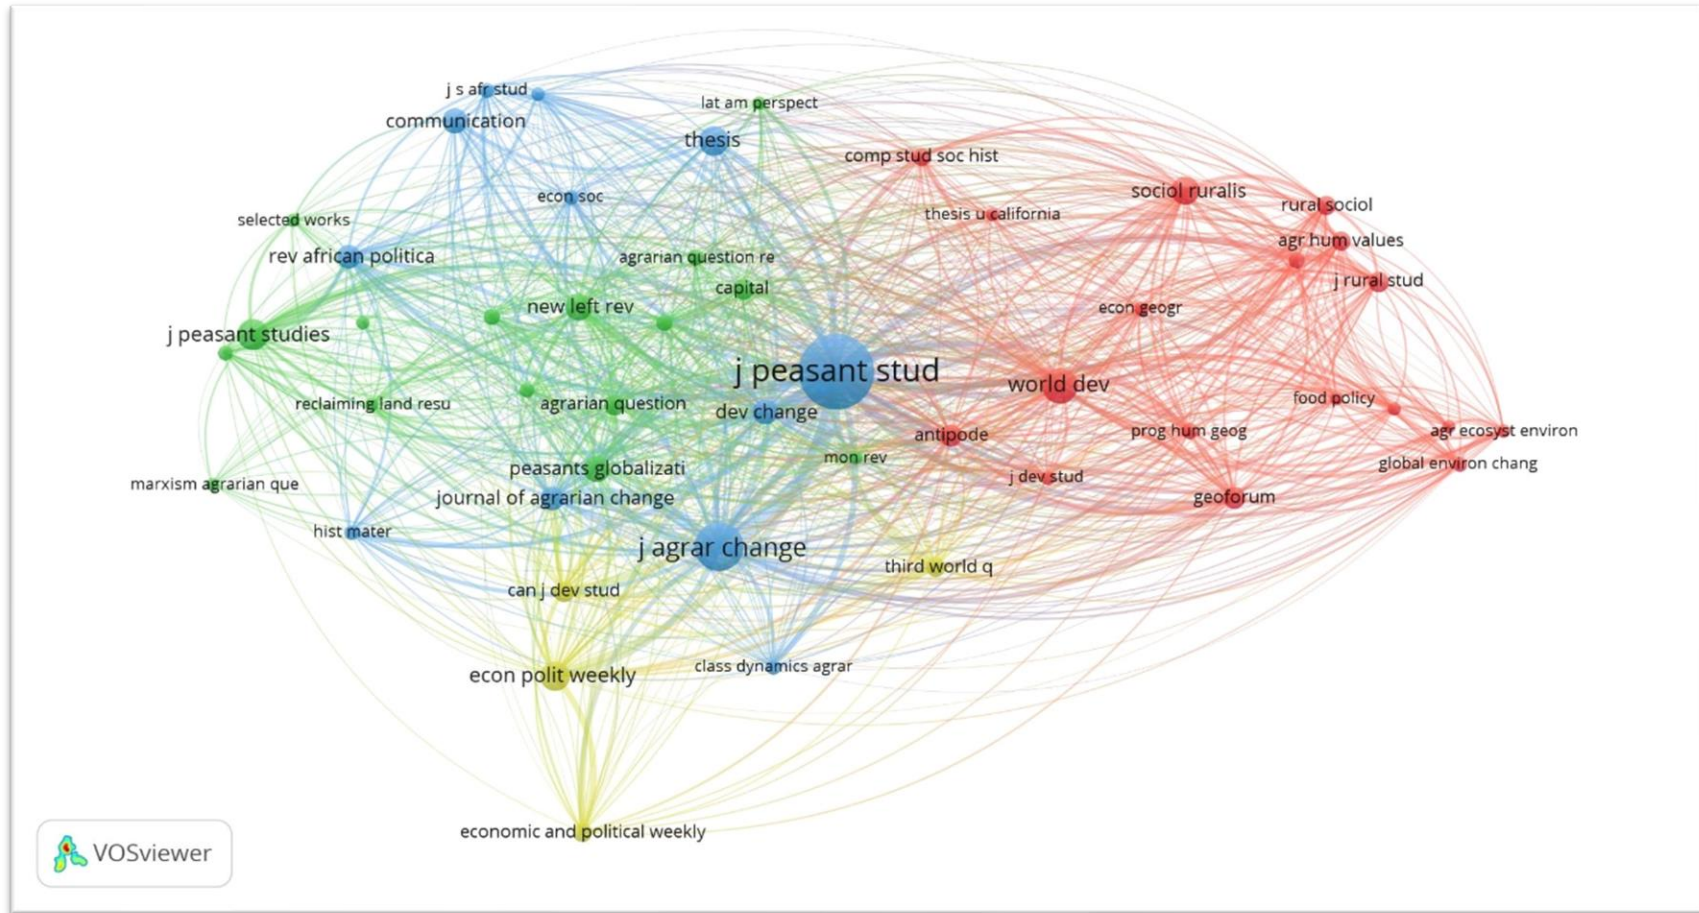 j s afr stud
lat am perspect
communication
thesis
comp stud soc hist
sociol ruralis
econ soc
rural sociol
thesis u california
selected works
agr hum values
rev african politica
agrarian question re
j rural stud
capital
new left rev
econ geogr
j peasant studies
j peasant stud
world dev
food policy
reclaiming land resu
agrarian question
dev change
antipode
prog hum geog
agr ecosyst environ
mon rev
global environ chang
peasants globalizati
j dev stud
marxism agrarian que
journal of agrarian change
geoforum
hist mater
j agrar change
third world q
can j dev stud
class dynamics agrar
econ polit weekly
economic and political weekly
VOSviewer